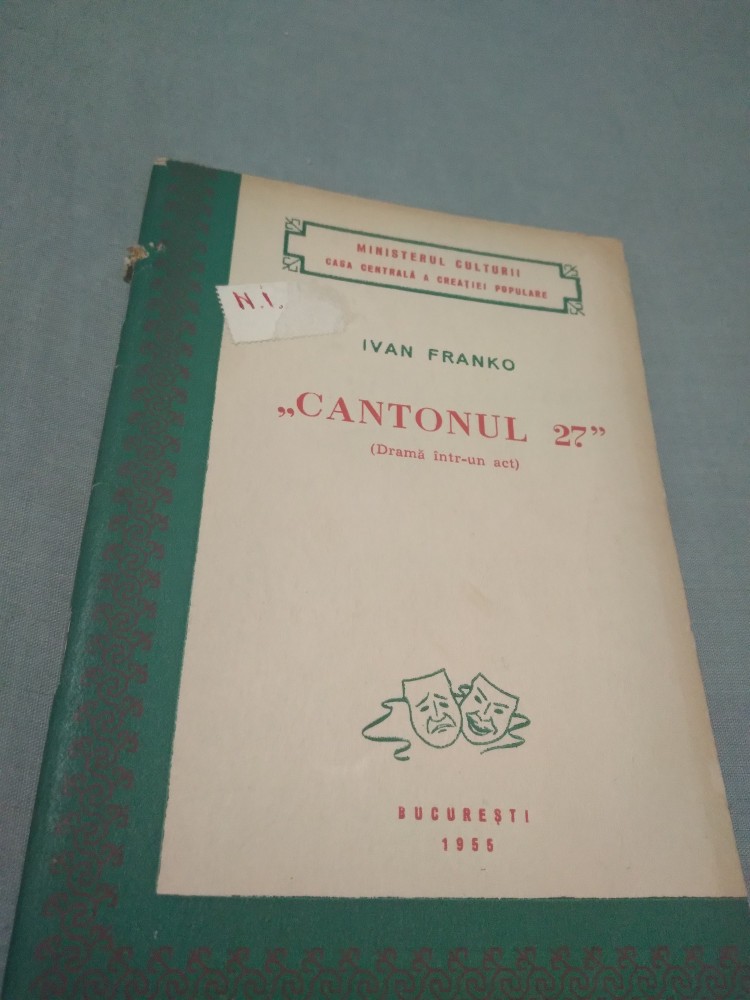 MINISTERUL CULTURII
CASA CENTRALĂ A CREAȚIEI POPULARE
N.I.
IVAN FRANKO
„CANTONUL 27”
(Dramă într-un act)
BUCUREȘTI
1955